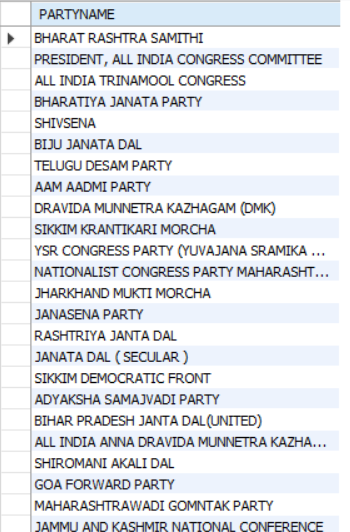 PARTYNAME
BHARAT RASHTRA SAMITHI
PRESIDENT, ALL INDIA CONGRESS COMMITTEE
ALL INDIA TRINAMOOL CONGRESS
BHARATIYA JANATA PARTY
SHIVSENA
BIJU JANATA DAL
TELUGU DESAM PARTY
AAM AADMI PARTY
DRAVIDA MUNNETRA KAZHAGAM (DMK)
SIKKIM KRANTIKARI MORCHA
YSR CONGRESS PARTY (YUVAJANA SRAMIKA ...
NATIONALIST CONGRESS PARTY MAHARASHT...
JHARKHAND MUKTI MORCHA
JANASENA PARTY
RASHTRIYA JANTA DAL
JANATA DAL ( SECULAR )
SIKKIM DEMOCRATIC FRONT
ADYAKSHA SAMAJVADI PARTY
BIHAR PRADESH JANTA DAL(UNITED)
ALL INDIA ANNA DRAVIDA MUNNETRA KAZHA...
SHIROMANI AKALI DAL
GOA FORWARD PARTY
MAHARASHTRAWADI GOMNTAK PARTY
JAMMU AND KASHMIR NATIONAL CONFERENCE